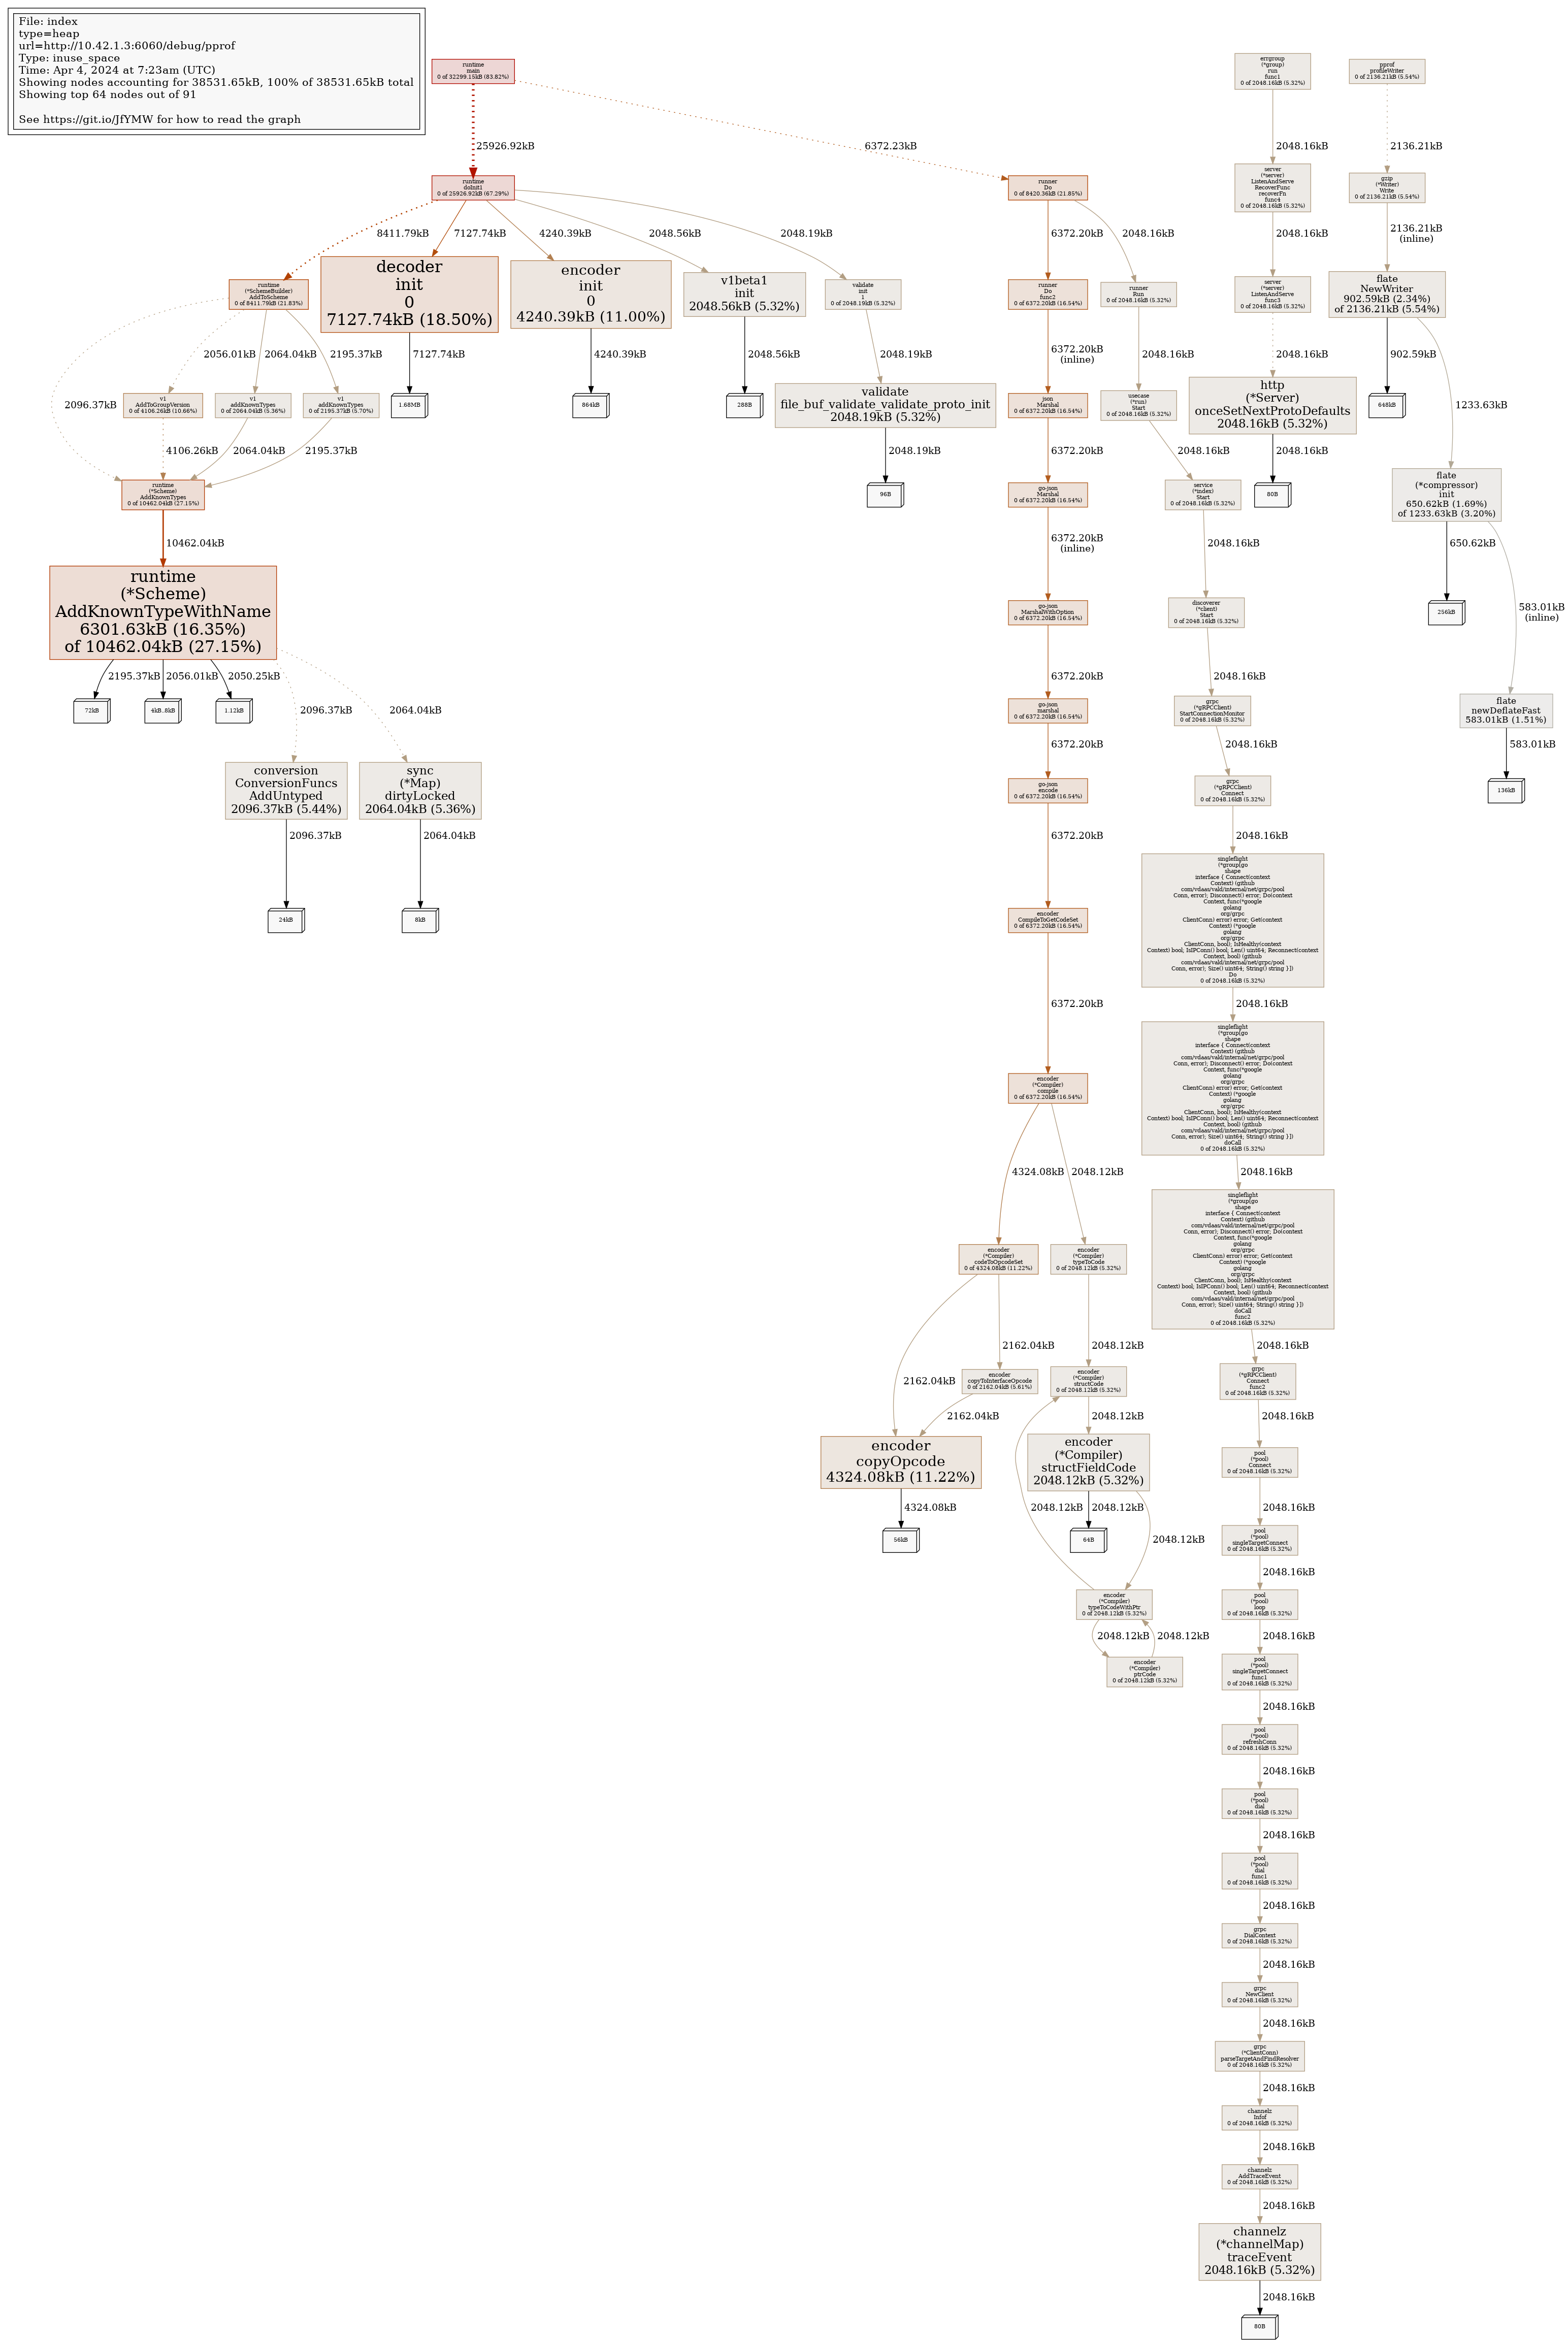 File: index
type=heap
url=http://10.42.1.3:6060/debug/pprof
Type: inuse_space
Time: Apr 4, 2024 at 7:23am (UTC)
Showing nodes accounting for 38531.65kB, 100% of 38531.65kB total
Showing top 64 nodes out of 91
See https://git.io/JfYMW for how to read the graph
runtime
main
0 of 32299.15kB (83.82%)
errgroup
(*group)
run
func1
0 of 2048.16kB (5.32%)
pprof
profileWriter
0 of 2136.21kB (5.54%)
25926.92kB
6372.23kB
2048.16kB
2136.21kB
runtime
doInit1
0 of 25926.92kB (67.29%)
runner
Do
0 of 8420.36kB (21.85%)
server
(*server)
ListenAndServe
RecoverFunc
recoverFn
func4
0 of 2048.16kB (5.32%)
gzip
(*Writer)
Write
0 of 2136.21kB (5.54%)
8411.79kB
7127.74kB
4240.39kB
2048.56kB
2048.19kB
6372.20kB
2048.16kB
2048.16kB
2136.21kB
(inline)
runtime
(*SchemeBuilder)
AddToScheme
0 of 8411.79kB (21.83%)
decoder
init
0
7127.74kB (18.50%)
encoder
init
0
4240.39kB (11.00%)
v1beta1
init
2048.56kB (5.32%)
validate
init
1
0 of 2048.19kB (5.32%)
runner
Do
func2
0 of 6372.20kB (16.54%)
runner
Run
0 of 2048.16kB (5.32%)
server
(*server)
ListenAndServe
func3
0 of 2048.16kB (5.32%)
flate
NewWriter
902.59kB (2.34%)
of 2136.21kB (5.54%)
2096.37kB
2056.01kB
2064.04kB
2195.37kB
7127.74kB
4240.39kB
2048.56kB
2048.19kB
6372.20kB
(inline)
2048.16kB
2048.16kB
902.59kB
1233.63kB
v1
AddToGroupVersion
0 of 4106.26kB (10.66%)
v1
addKnownTypes
0 of 2064.04kB (5.36%)
v1
addKnownTypes
0 of 2195.37kB (5.70%)
1.68MB
864kB
288B
validate
file_buf_validate_validate_proto_init
2048.19kB (5.32%)
json
Marshal
0 of 6372.20kB (16.54%)
usecase
(*run)
Start
0 of 2048.16kB (5.32%)
http
(*Server)
onceSetNextProtoDefaults
2048.16kB (5.32%)
648kB
4106.26kB
2064.04kB
2195.37kB
2048.19kB
6372.20kB
2048.16kB
2048.16kB
runtime
(*Scheme)
AddKnownTypes
0 of 10462.04kB (27.15%)
96B
go-json
Marshal
0 of 6372.20kB (16.54%)
service
(*index)
Start
0 of 2048.16kB (5.32%)
80B
flate
(*compressor)
init
650.62kB (1.69%)
of 1233.63kB (3.20%)
10462.04kB
6372.20kB
(inline)
2048.16kB
650.62kB
583.01kB
(inline)
runtime
(*Scheme)
AddKnownTypeWithName
6301.63kB (16.35%)
of 10462.04kB (27.15%)
go-json
MarshalWithOption
0 of 6372.20kB (16.54%)
discoverer
(*client)
Start
0 of 2048.16kB (5.32%)
256kB
2195.37kB
2056.01kB
2050.25kB
2096.37kB
2064.04kB
6372.20kB
2048.16kB
72kB
4kB..8kB
1.12kB
go-json
marshal
0 of 6372.20kB (16.54%)
grpc
(*gRPCClient)
StartConnectionMonitor
0 of 2048.16kB (5.32%)
flate
newDeflateFast
583.01kB (1.51%)
6372.20kB
2048.16kB
583.01kB
conversion
ConversionFuncs
AddUntyped
2096.37kB (5.44%)
sync
(*Map)
dirtyLocked
2064.04kB (5.36%)
go-json
encode
0 of 6372.20kB (16.54%)
grpc
(*gRPCClient)
Connect
0 of 2048.16kB (5.32%)
136kB
2096.37kB
2064.04kB
6372.20kB
2048.16kB
24kB
8kB
encoder
CompileToGetCodeSet
0 of 6372.20kB (16.54%)
singleflight
(*group[go
shape
interface { Connect(context
Context) (github
com/vdaas/vald/internal/net/grpc/pool
Conn, error); Disconnect() error; Do(context
Context, func(*google
golang
org/grpc
ClientConn) error) error; Get(context
Context) (*google
golang
org/grpc
ClientConn, bool); IsHealthy(context
Context) bool; IsIPConn() bool; Len() uint64; Reconnect(context
Context, bool) (github
com/vdaas/vald/internal/net/grpc/pool
Conn, error); Size() uint64; String() string }])
Do
0 of 2048.16kB (5.32%)
6372.20kB
2048.16kB
encoder
(*Compiler)
compile
0 of 6372.20kB (16.54%)
singleflight
(*group[go
shape
interface { Connect(context
Context) (github
com/vdaas/vald/internal/net/grpc/pool
Conn, error); Disconnect() error; Do(context
Context, func(*google
golang
org/grpc
ClientConn) error) error; Get(context
Context) (*google
golang
org/grpc
ClientConn, bool); IsHealthy(context
Context) bool; IsIPConn() bool; Len() uint64; Reconnect(context
Context, bool) (github
com/vdaas/vald/internal/net/grpc/pool
Conn, error); Size() uint64; String() string }])
doCall
0 of 2048.16kB (5.32%)
4324.08kB
2048.12kB
2048.16kB
encoder
(*Compiler)
codeToOpcodeSet
0 of 4324.08kB (11.22%)
encoder
(*Compiler)
typeToCode
0 of 2048.12kB (5.32%)
singleflight
(*group[go
shape
interface { Connect(context
Context) (github
com/vdaas/vald/internal/net/grpc/pool
Conn, error); Disconnect() error; Do(context
Context, func(*google
golang
org/grpc
ClientConn) error) error; Get(context
Context) (*google
golang
org/grpc
ClientConn, bool); IsHealthy(context
Context) bool; IsIPConn() bool; Len() uint64; Reconnect(context
Context, bool) (github
com/vdaas/vald/internal/net/grpc/pool
Conn, error); Size() uint64; String() string }])
doCall
func2
0 of 2048.16kB (5.32%)
2162.04kB
2162.04kB
2048.12kB
2048.16kB
encoder
copyToInterfaceOpcode
0 of 2162.04kB (5.61%)
encoder
(*Compiler)
structCode
0 of 2048.12kB (5.32%)
grpc
(*gRPCClient)
Connect
func2
0 of 2048.16kB (5.32%)
2162.04kB
2048.12kB
2048.16kB
encoder
copyOpcode
4324.08kB (11.22%)
encoder
(*Compiler)
structFieldCode
2048.12kB (5.32%)
pool
(*pool)
Connect
0 of 2048.16kB (5.32%)
4324.08kB
2048.12kB
2048.12kB
2048.12kB
2048.16kB
56kB
64B
pool
(*pool)
singleTargetConnect
0 of 2048.16kB (5.32%)
2048.16kB
encoder
(*Compiler)
typeToCodeWithPtr
0 of 2048.12kB (5.32%)
pool
(*pool)
loop
0 of 2048.16kB (5.32%)
2048.12kB
2048.12kB
2048.16kB
encoder
(*Compiler)
ptrCode
0 of 2048.12kB (5.32%)
pool
(*pool)
singleTargetConnect
func1
0 of 2048.16kB (5.32%)
2048.16kB
pool
(*pool)
refreshConn
0 of 2048.16kB (5.32%)
2048.16kB
pool
(*pool)
dial
0 of 2048.16kB (5.32%)
2048.16kB
pool
(*pool)
dial
func1
0 of 2048.16kB (5.32%)
2048.16kB
grpc
DialContext
0 of 2048.16kB (5.32%)
2048.16kB
grpc
NewClient
0 of 2048.16kB (5.32%)
2048.16kB
grpc
(*ClientConn)
parseTargetAndFindResolver
0 of 2048.16kB (5.32%)
2048.16kB
channelz
Infof
0 of 2048.16kB (5.32%)
2048.16kB
channelz
AddTraceEvent
0 of 2048.16kB (5.32%)
2048.16kB
channelz
(*channelMap)
traceEvent
2048.16kB (5.32%)
2048.16kB
80B